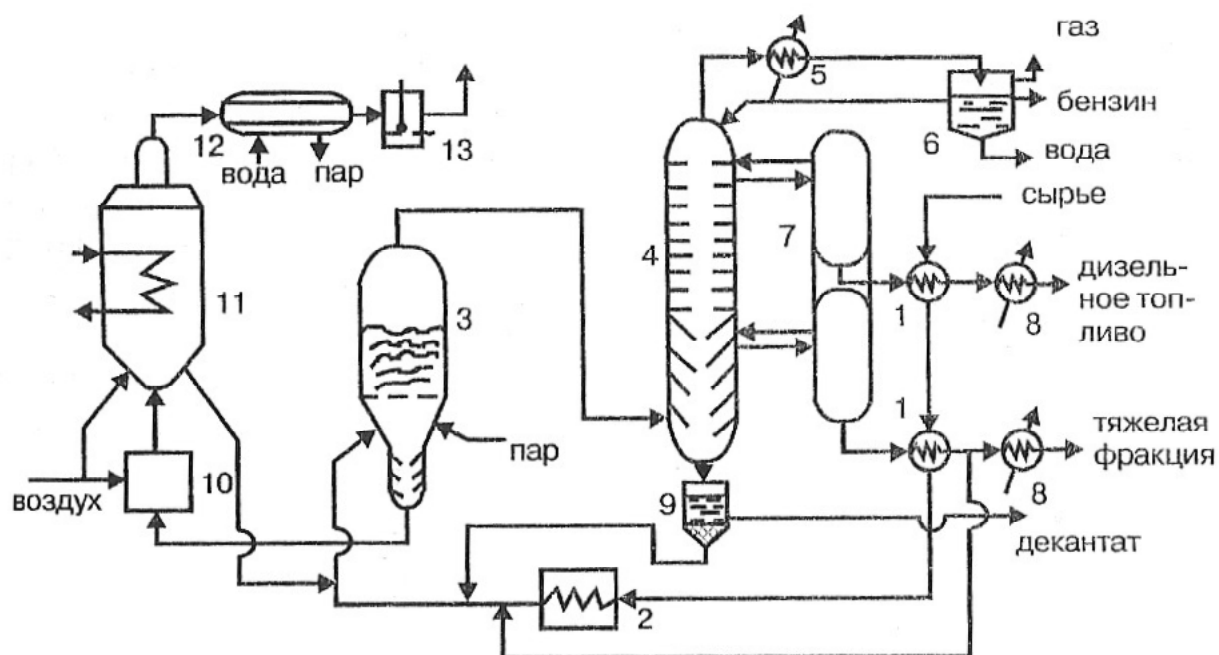 газ
5
бензин
12
13
6
вода
пар
вода
сырье
4
7
11
3
дизель-
ное топ-
ливо
1
8
1
тяжелая
фракция
пар
10
воздух
9
8
декантат
2